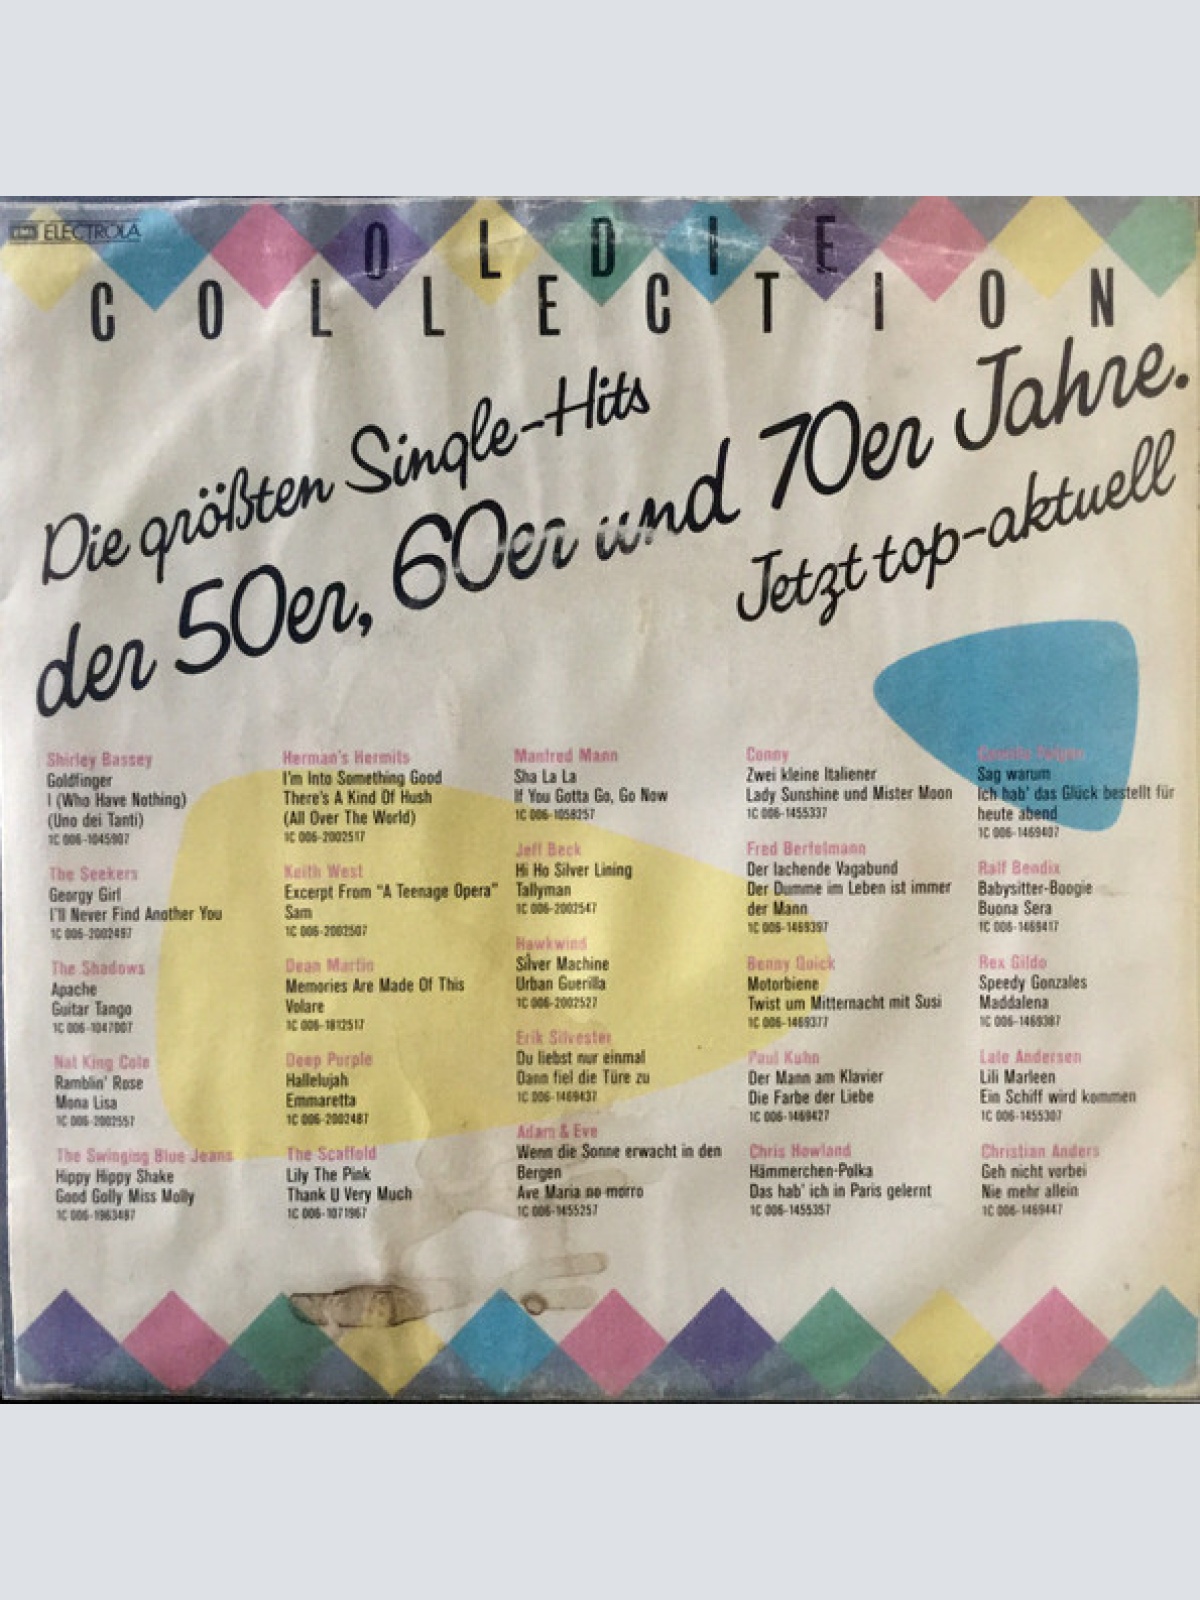 EMI ELECTROLA
OLDIE
COLLECTION
Die größten Single-Hits
der 50er, 60er und 70er Jahre.
Jetzt top-aktuell
Shirley Bassey
Goldfinger
I (Who Have Nothing)
(Uno dei Tanti)
1C 006-1045907
The Seekers
Georgy Girl
I'll Never Find Another You
1C 006-2002497
The Shadows
Apache
Guitar Tango
1C 006-1047007
Nat King Cole
Ramblin' Rose
Mona Lisa
1C 006-2002557
The Swinging Blue Jeans
Hippy Hippy Shake
Good Golly Miss Molly
1C 006-1963487
Herman's Hermits
I'm Into Something Good
There's A Kind Of Hush
(All Over The World)
1C 006-2002517
Keith West
Excerpt From "A Teenage Opera"
Sam
1C 006-2002507
Dean Martin
Memories Are Made Of This
Volare
1C 006-1812517
Deep Purple
Hallelujah
Emmaretta
1C 006-2002487
The Scaffold
Lily The Pink
Thank U Very Much
1C 006-1071967
Manfred Mann
Sha La La
If You Gotta Go, Go Now
1C 006-1058257
Jeff Beck
Hi Ho Silver Lining
Tallyman
1C 006-2002547
Hawkwind
Silver Machine
Urban Guerilla
1C 006-2002527
Erik Silvester
Du liebst nur einmal
Dann fiel die Türe zu
1C 006-1469437
Adam & Eve
Wenn die Sonne erwacht in den
Bergen
Ave Maria no morro
1C 006-1455257
Conny
Zwei kleine Italiener
Lady Sunshine und Mister Moon
1C 006-1455337
Fred Bertelmann
Der lachende Vagabund
Der Dumme im Leben ist immer
der Mann
1C 006-1469397
Benny Quick
Motorbiene
Twist um Mitternacht mit Susi
1C 006-1469377
Paul Kuhn
Der Mann am Klavier
Die Farbe der Liebe
1C 006-1469427
Chris Howland
Hämmerchen-Polka
Das hab' ich in Paris gelernt
1C 006-1455357
Sag warum
Ich hab' das Glück bestellt für
heute abend
1C 006-1469407
Ralf Bendix
Babysitter-Boogie
Buona Sera
1C 006-1469417
Rex Gildo
Speedy Gonzales
Maddalena
1C 006-1469387
Lale Andersen
Lili Marleen
Ein Schiff wird kommen
1C 006-1455307
Christian Anders
Geh nicht vorbei
Nie mehr allein
1C 006-1469447